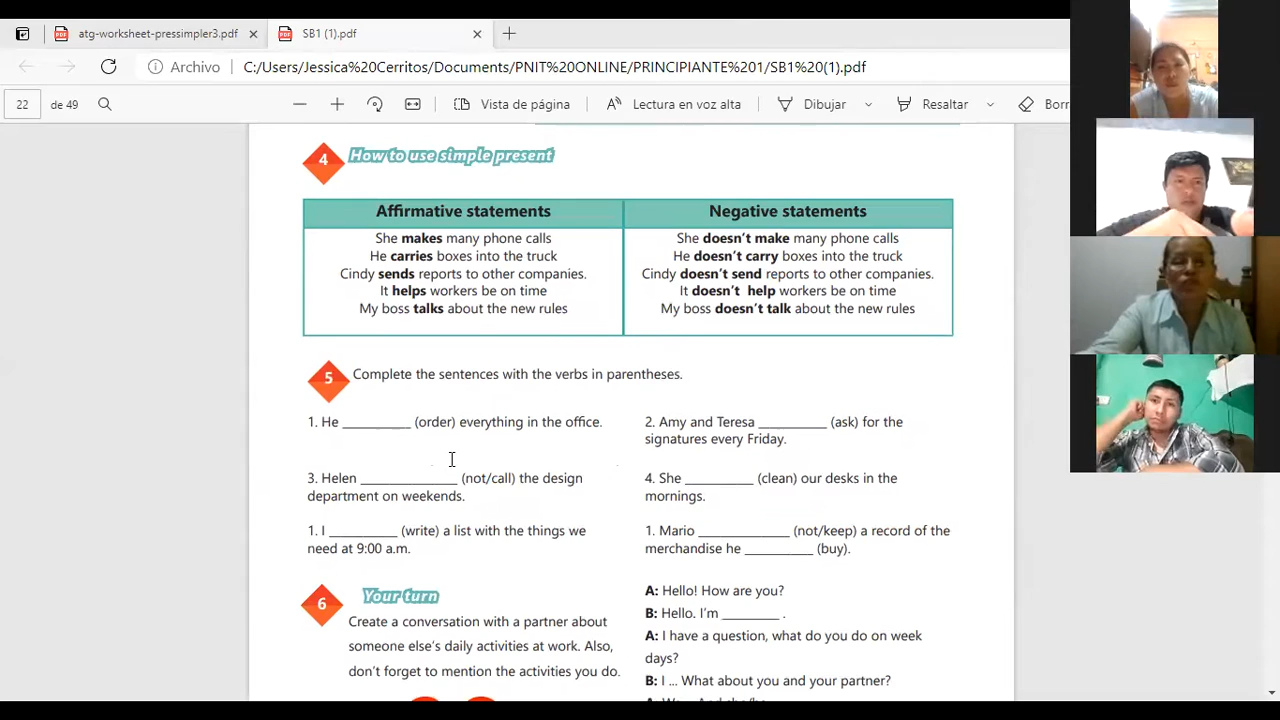 atg-worksheet-pressimpler3.pdf
SB1 (1).pdf
Archivo
C:/Users/Jessica%20Cerritos/Documents/PNIT%20ONLINE/PRINCIPIANTE%201/SB1%20(1).pdf
22 de 49
Vista de página
Lectura en voz alta
Dibujar
Resaltar
Borr
4 How to use simple present
Affirmative statements
She makes many phone calls
He carries boxes into the truck
Cindy sends reports to other companies.
It helps workers be on time
My boss talks about the new rules
Negative statements
She doesn't make many phone calls
He doesn't carry boxes into the truck
Cindy doesn't send reports to other companies.
It doesn't help workers be on time
My boss doesn't talk about the new rules
5 Complete the sentences with the verbs in parentheses.
1. He __________ (order) everything in the office.
2. Amy and Teresa __________ (ask) for the
signatures every Friday.
3. Helen ______________ (not/call) the design
department on weekends.
4. She __________ (clean) our desks in the
mornings.
1. I __________ (write) a list with the things we
need at 9:00 a.m.
1. Mario _____________ (not/keep) a record of the
merchandise he __________ (buy).
6 Your turn
Create a conversation with a partner about
someone else's daily activities at work. Also,
don't forget to mention the activities you do.
A: Hello! How are you?
B: Hello. I'm ________ .
A: I have a question, what do you do on week
days?
B: I ... What about you and your partner?